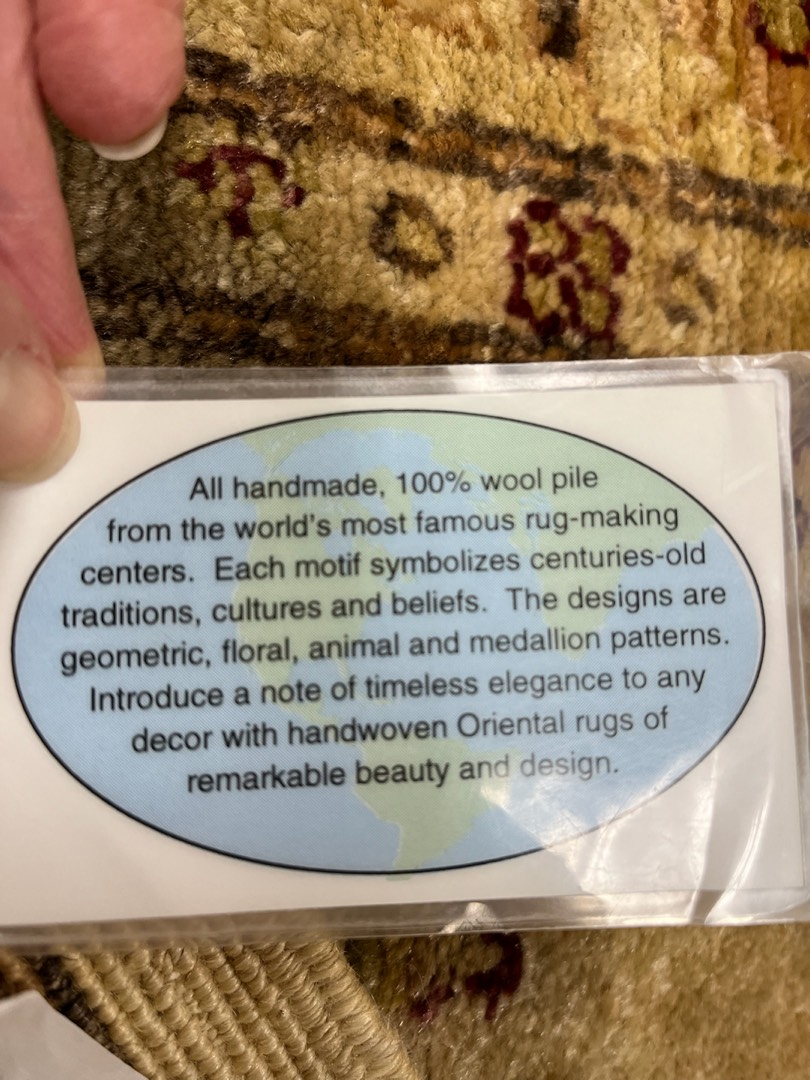 All handmade, 100% wool pile
from the world's most famous rug-making
centers.  Each motif symbolizes centuries-old
traditions, cultures and beliefs.  The designs are
geometric, floral, animal and medallion patterns.
Introduce a note of timeless elegance to any
decor with handwoven Oriental rugs of
remarkable beauty and design.